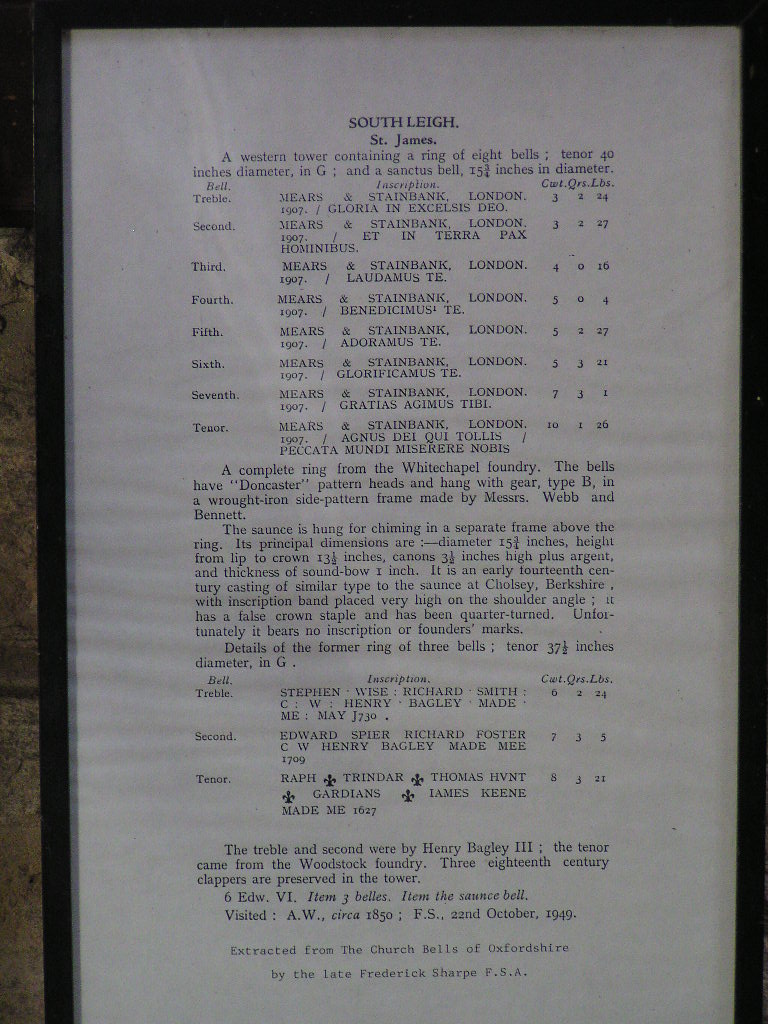 SOUTH LEIGH.
St. James.
A western tower containing a ring of eight bells ; tenor 40
inches diameter, in G ; and a sanctus bell, 15¾ inches in diameter.
Bell. Inscription. Cwt.Qrs.Lbs.
Treble. MEARS & STAINBANK, LONDON. 3 2 24
1907. / GLORIA IN EXCELSIS DEO.
Second. MEARS & STAINBANK, LONDON. 3 2 27
1907. / ET IN TERRA PAX
HOMINIBUS.
Third. MEARS & STAINBANK, LONDON. 4 0 16
1907. / LAUDAMUS TE.
Fourth. MEARS & STAINBANK, LONDON. 5 0 4
1907. / BENEDICIMUS¹ TE.
Fifth. MEARS & STAINBANK, LONDON. 5 2 27
1907. / ADORAMUS TE.
Sixth. MEARS & STAINBANK, LONDON. 5 3 21
1907. / GLORIFICAMUS TE.
Seventh. MEARS & STAINBANK, LONDON. 7 3 1
1907. / GRATIAS AGIMUS TIBI.
Tenor. MEARS & STAINBANK, LONDON. 10 1 26
1907. / AGNUS DEI QUI TOLLIS /
PECCATA MUNDI MISERERE NOBIS
A complete ring from the Whitechapel foundry. The bells
have "Doncaster" pattern heads and hang with gear, type B, in
a wrought-iron side-pattern frame made by Messrs. Webb and
Bennett.
The saunce is hung for chiming in a separate frame above the
ring. Its principal dimensions are :—diameter 15¾ inches, height
from lip to crown 13½ inches, canons 3½ inches high plus argent,
and thickness of sound-bow 1 inch. It is an early fourteenth cen-
tury casting of similar type to the saunce at Cholsey, Berkshire ,
with inscription band placed very high on the shoulder angle ; it
has a false crown staple and has been quarter-turned. Unfor-
tunately it bears no inscription or founders' marks.
Details of the former ring of three bells ; tenor 37½ inches
diameter, in G .
Bell. Inscription. Cwt.Qrs.Lbs.
Treble. STEPHEN · WISE : RICHARD · SMITH : 6 2 24
C : W : HENRY · BAGLEY · MADE ·
ME : MAY J730 .
Second. EDWARD SPIER RICHARD FOSTER 7 3 5
C W HENRY BAGLEY MADE MEE
1709
Tenor. RAPH ⚜ TRINDAR ⚜ THOMAS HVNT 8 3 21
⚜ GARDIANS ⚜ IAMES KEENE
MADE ME 1627
The treble and second were by Henry Bagley III ; the tenor
came from the Woodstock foundry. Three eighteenth century
clappers are preserved in the tower.
6 Edw. VI. Item 3 belles. Item the saunce bell.
Visited : A.W., circa 1850 ; F.S., 22nd October, 1949.
Extracted from The Church Bells of Oxfordshire
by the late Frederick Sharpe F.S.A.